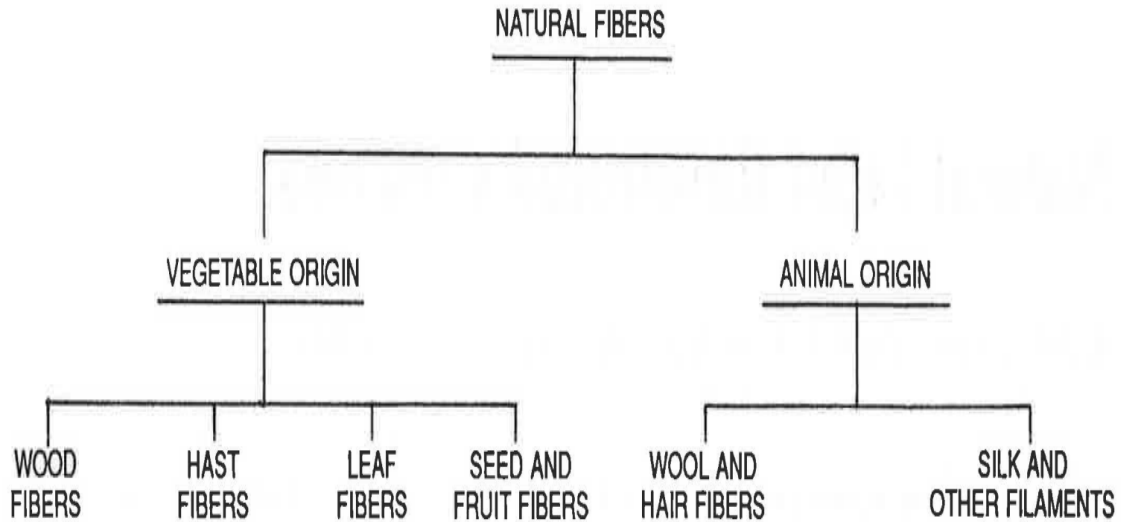 NATURAL FIBERS
VEGETABLE ORIGIN
ANIMAL ORIGIN
WOOD
FIBERS
HAST
FIBERS
LEAF
FIBERS
SEED AND
FRUIT FIBERS
WOOL AND
HAIR FIBERS
SILK AND
OTHER FILAMENTS